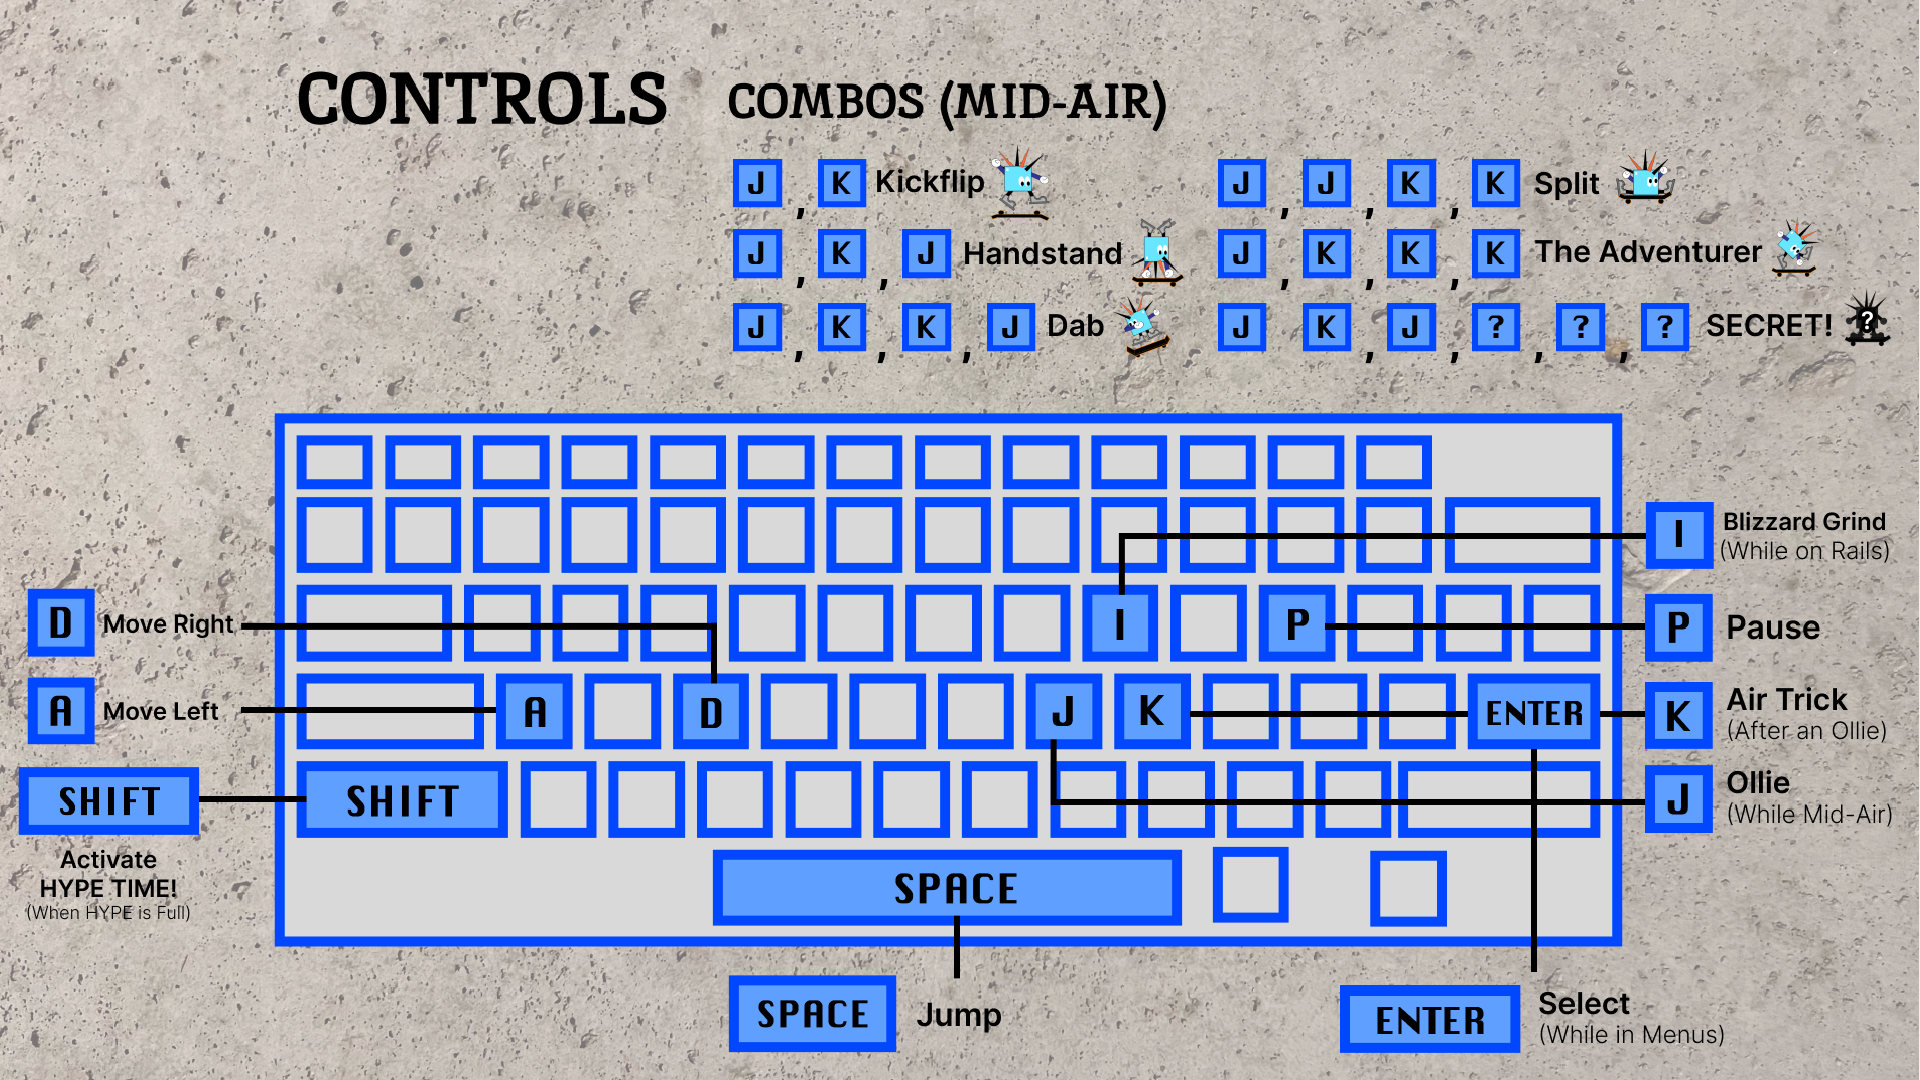 CONTROLS
COMBOS (MID-AIR)
J , K Kickflip
J , K , J Handstand
J , K , K , J Dab
J , J , K , K Split
J , K , K , K The Adventurer
J K , J , ? , ? , ? SECRET! ?
I Blizzard Grind
(While on Rails)
D Move Right
I
P
P Pause
A Move Left
A
D
J
K
ENTER
K Air Trick
(After an Ollie)
SHIFT
SHIFT
J Ollie
(While Mid-Air)
Activate
HYPE TIME!
(When HYPE is Full)
SPACE
SPACE Jump
ENTER Select
(While in Menus)